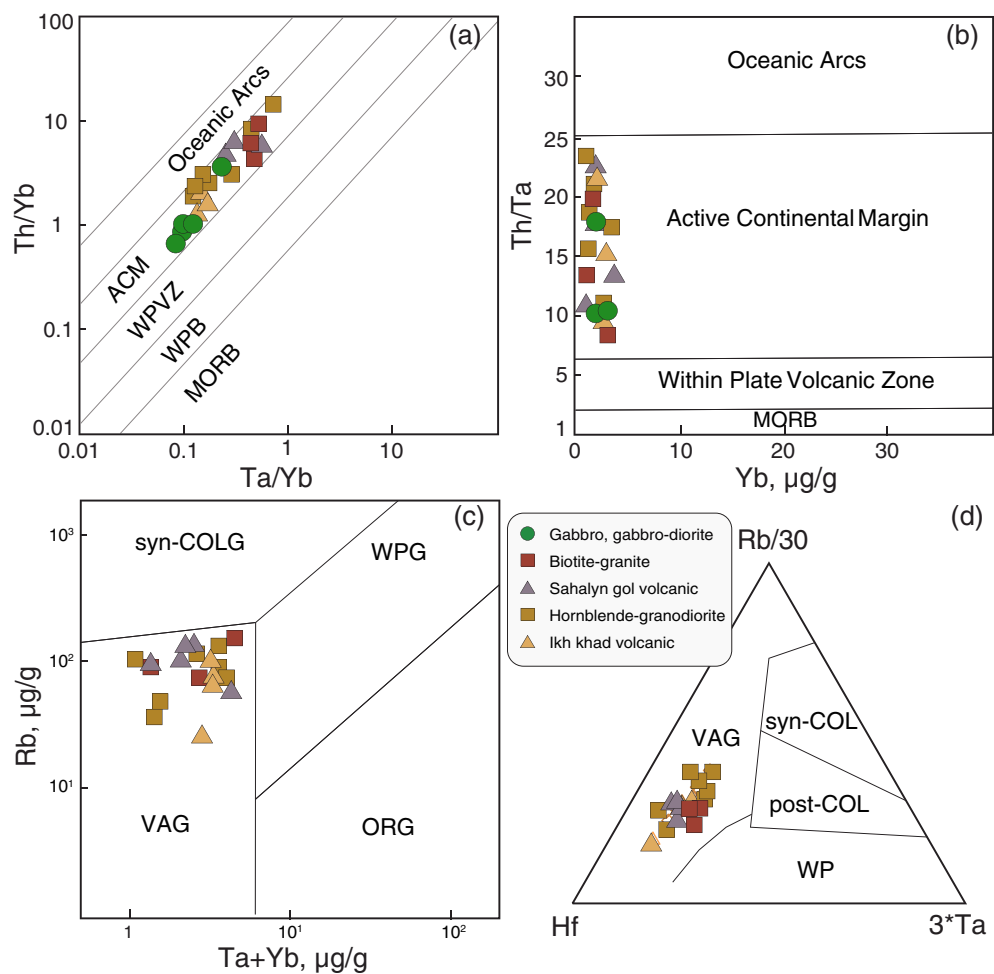 (a)
100
10
1
0.1
0.01
Th/Yb
Oceanic Arcs
ACM
WPVZ
WPB
MORB
0.01
0.1
1
10
Ta/Yb
(b)
30
25
20
15
10
5
1
Th/Ta
Oceanic Arcs
Active Continental Margin
Within Plate Volcanic Zone
MORB
0
10
20
30
Yb, µg/g
(c)
10³
10²
10¹
Rb, µg/g
syn-COLG
WPG
VAG
ORG
1
10¹
10²
Ta+Yb, µg/g
Gabbro, gabbro-diorite
Biotite-granite
Sahalyn gol volcanic
Hornblende-granodiorite
Ikh khad volcanic
(d)
Rb/30
VAG
syn-COL
post-COL
WP
Hf
3*Ta